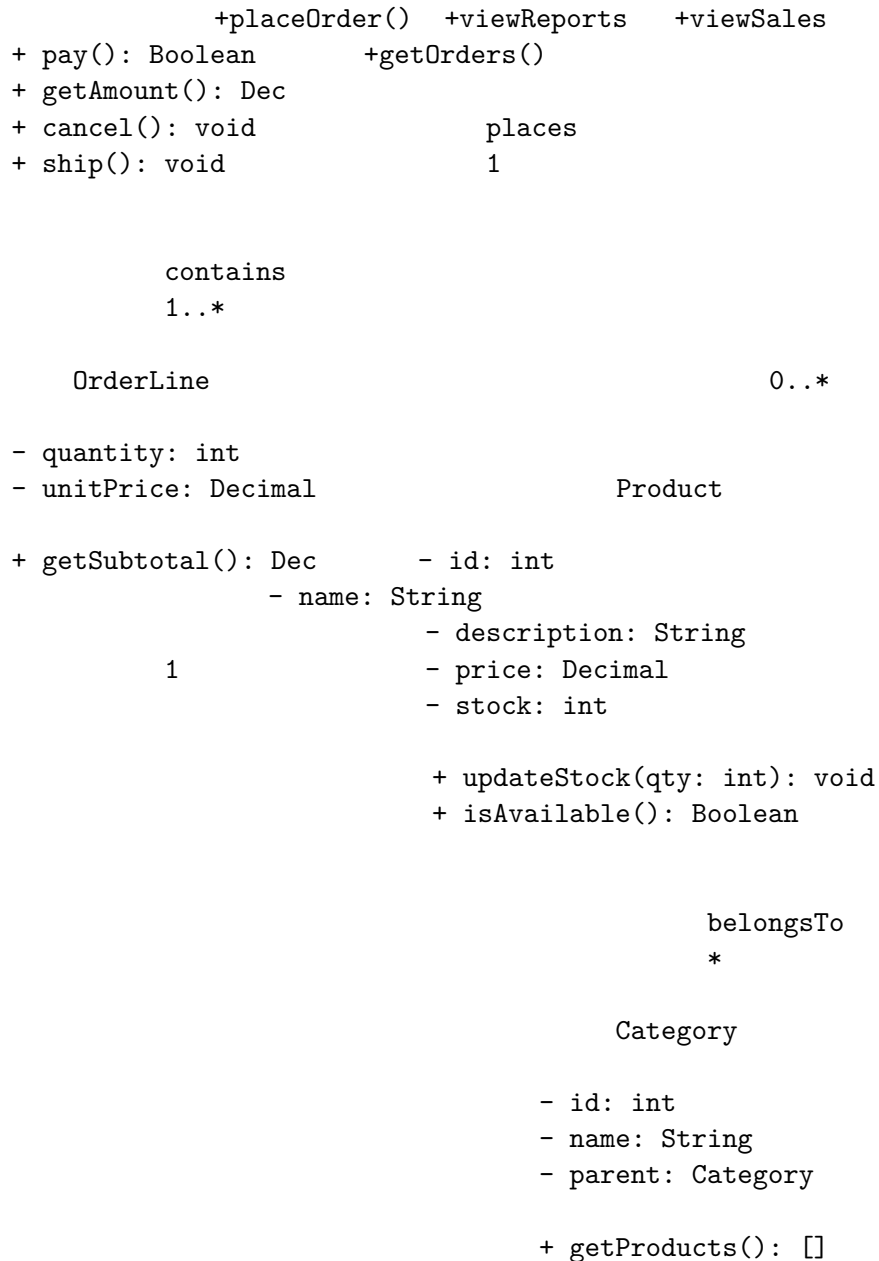 +placeOrder() +viewReports +viewSales
+ pay(): Boolean +getOrders()
+ getAmount(): Dec
+ cancel(): void places
+ ship(): void 1
contains
1..*
OrderLine 0..*
- quantity: int
- unitPrice: Decimal Product
+ getSubtotal(): Dec - id: int
- name: String
- description: String
1 - price: Decimal
- stock: int
+ updateStock(qty: int): void
+ isAvailable(): Boolean
belongsTo
*
Category
- id: int
- name: String
- parent: Category
+ getProducts(): []